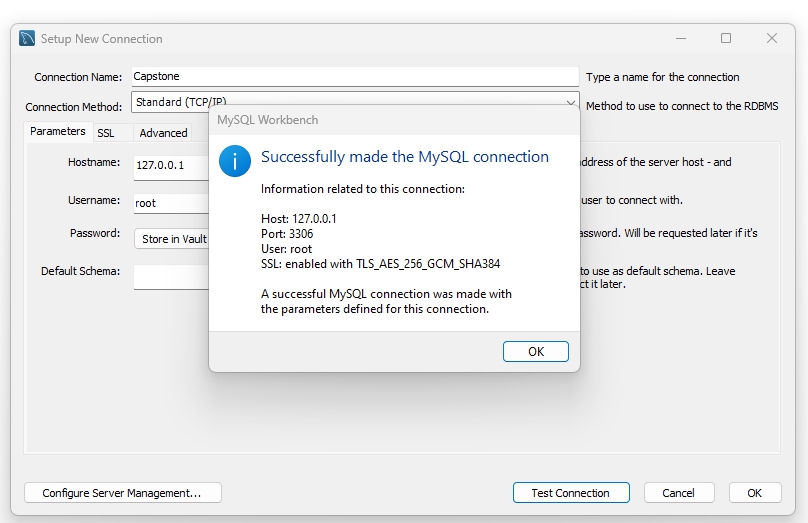 Setup New Connection
Connection Name: Capstone Type a name for the connection
Connection Method: Standard (TCP/IP) Method to use to connect to the RDBMS
Parameters SSL Advanced
MySQL Workbench
Successfully made the MySQL connection
Information related to this connection:
Host: 127.0.0.1
Port: 3306
User: root
SSL: enabled with TLS_AES_256_GCM_SHA384
A successful MySQL connection was made with
the parameters defined for this connection.
OK
Hostname: 127.0.0.1 address of the server host - and
Username: root user to connect with.
Password: Store in Vault assword. Will be requested later if it's
Default Schema: to use as default schema. Leave
ct it later.
Configure Server Management... Test Connection Cancel OK